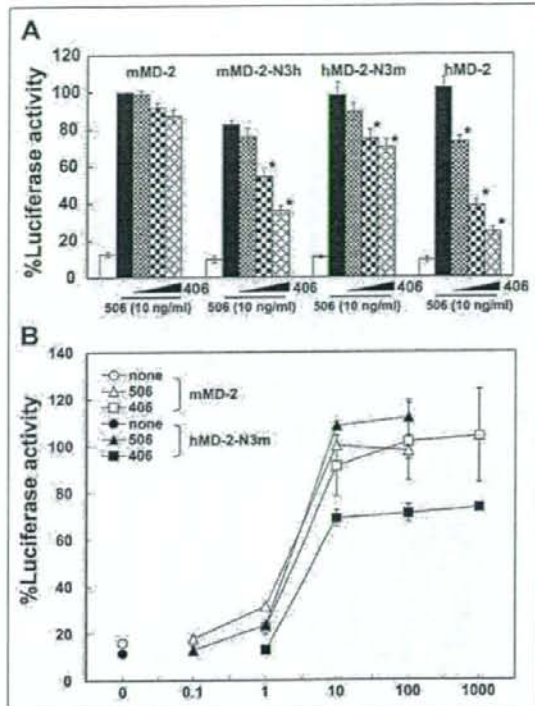 A
%Luciferase activity
120
100
80
60
40
20
0
mMD-2 mMD-2-N3h hMD-2-N3m hMD-2
* * * * * * *
406 406 406 406
506 (10 ng/ml) 506 (10 ng/ml) 506 (10 ng/ml) 506 (10 ng/ml)
B
%Luciferase activity
140
120
100
80
60
40
20
0
none
506
406
mMD-2
none
506
406
hMD-2-N3m
0 0.1 1 10 100 1000